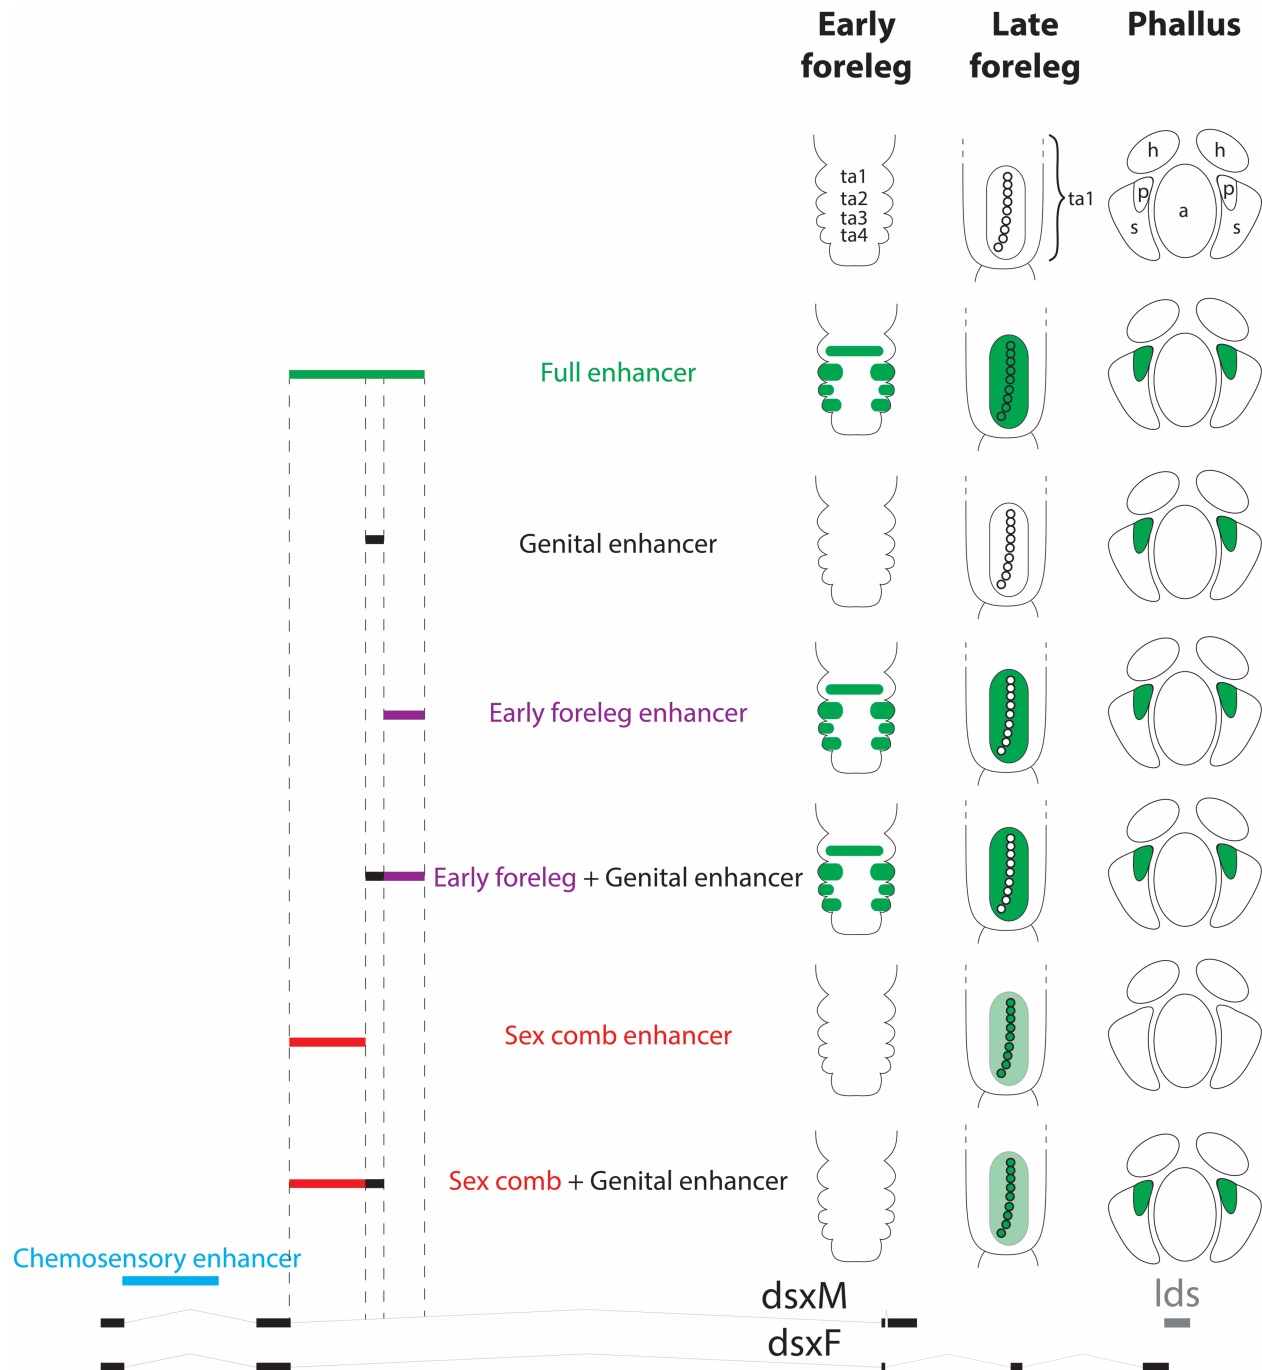 Early foreleg
Late foreleg
Phallus
ta1
ta2
ta3
ta4
ta1
h
h
p
p
a
s
s
Full enhancer
Genital enhancer
Early foreleg enhancer
Early foreleg + Genital enhancer
Sex comb enhancer
Sex comb + Genital enhancer
Chemosensory enhancer
dsxM
lds
dsxF